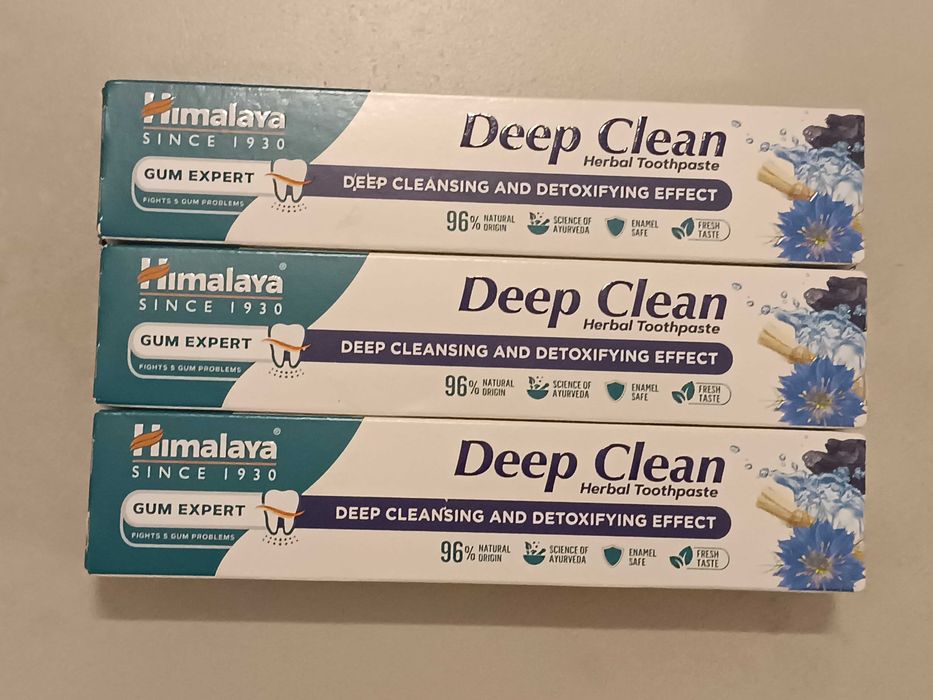 Himalaya
SINCE 1930
GUM EXPERT
FIGHTS 5 GUM PROBLEMS
Deep Clean
Herbal Toothpaste
DEEP CLEANSING AND DETOXIFYING EFFECT
96% NATURAL ORIGIN
SCIENCE OF AYURVEDA
ENAMEL SAFE
FRESH TASTE
Himalaya®
SINCE 1930
GUM EXPERT
FIGHTS 5 GUM PROBLEMS
Deep Clean
Herbal Toothpaste
DEEP CLEANSING AND DETOXIFYING EFFECT
96% NATURAL ORIGIN
SCIENCE OF AYURVEDA
ENAMEL SAFE
FRESH TASTE
Himalaya®
SINCE 1930
GUM EXPERT
FIGHTS 5 GUM PROBLEMS
Deep Clean
Herbal Toothpaste
DEEP CLEANSING AND DETOXIFYING EFFECT
96% NATURAL ORIGIN
SCIENCE OF AYURVEDA
ENAMEL SAFE
FRESH TASTE